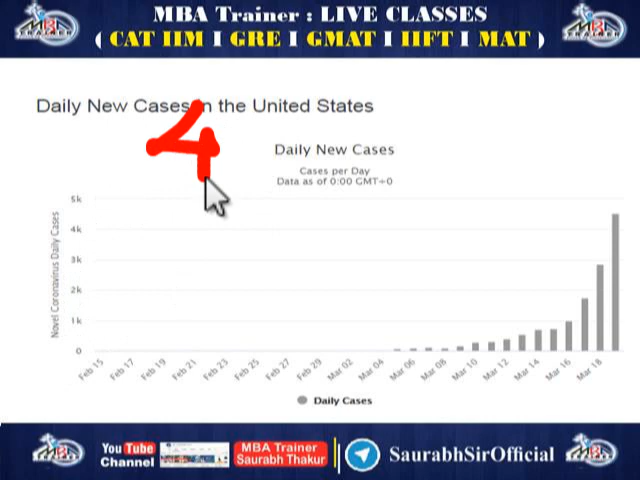 MBA Trainer : LIVE CLASSES
( CAT IIM I GRE I GMAT I IIFT I MAT )
Daily New Cases in the United States
4
Daily New Cases
Cases per Day
Data as of 0:00 GMT+0
Novel Coronavirus Daily Cases
5k
4k
3k
2k
1k
0
Feb 15
Feb 17
Feb 19
Feb 21
Feb 23
Feb 25
Feb 27
Feb 29
Mar 02
Mar 04
Mar 06
Mar 08
Mar 10
Mar 12
Mar 14
Mar 16
Mar 18
Daily Cases
You Tube
Channel
MBA Trainer
Saurabh Thakur
SaurabhSirOfficial